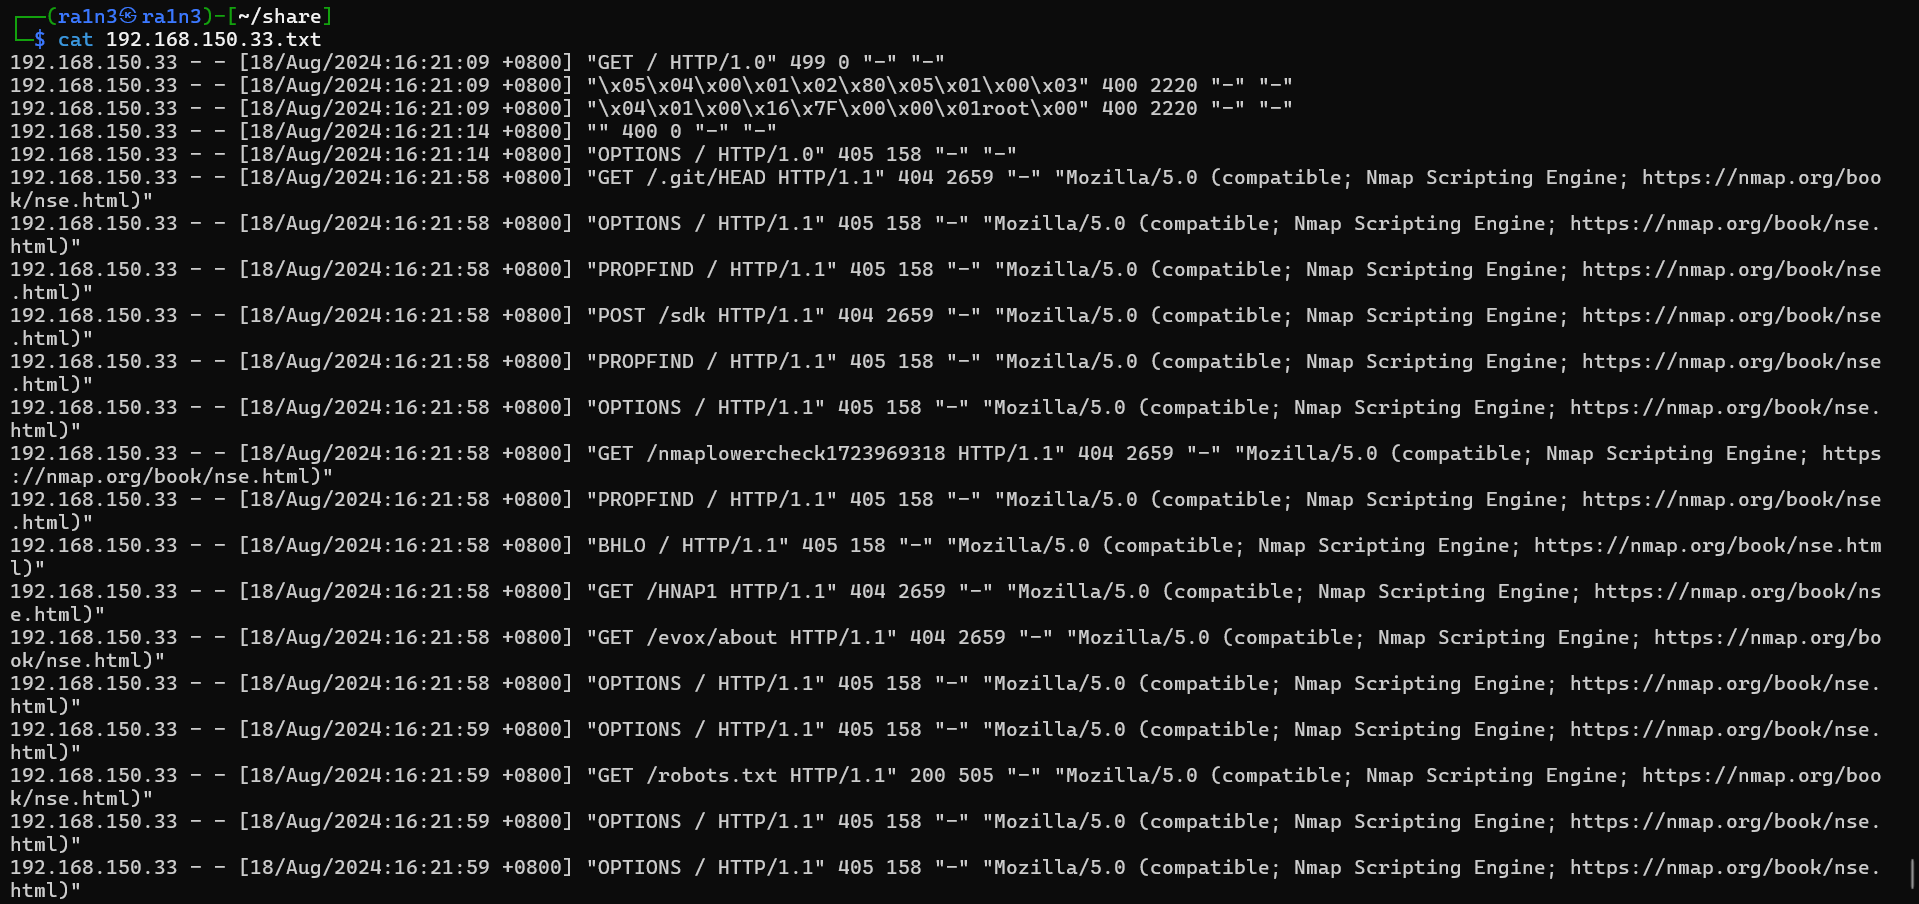 ┌──(ra1n3㉿ra1n3)-[~/share]
└─$ cat 192.168.150.33.txt
192.168.150.33 - - [18/Aug/2024:16:21:09 +0800] "GET / HTTP/1.0" 499 0 "-" "-"
192.168.150.33 - - [18/Aug/2024:16:21:09 +0800] "\x05\x04\x00\x01\x02\x80\x05\x01\x00\x03" 400 2220 "-" "-"
192.168.150.33 - - [18/Aug/2024:16:21:09 +0800] "\x04\x01\x00\x16\x7F\x00\x00\x01root\x00" 400 2220 "-" "-"
192.168.150.33 - - [18/Aug/2024:16:21:14 +0800] "" 400 0 "-" "-"
192.168.150.33 - - [18/Aug/2024:16:21:14 +0800] "OPTIONS / HTTP/1.0" 405 158 "-" "-"
192.168.150.33 - - [18/Aug/2024:16:21:58 +0800] "GET /.git/HEAD HTTP/1.1" 404 2659 "-" "Mozilla/5.0 (compatible; Nmap Scripting Engine; https://nmap.org/boo
k/nse.html)"
192.168.150.33 - - [18/Aug/2024:16:21:58 +0800] "OPTIONS / HTTP/1.1" 405 158 "-" "Mozilla/5.0 (compatible; Nmap Scripting Engine; https://nmap.org/book/nse.
html)"
192.168.150.33 - - [18/Aug/2024:16:21:58 +0800] "PROPFIND / HTTP/1.1" 405 158 "-" "Mozilla/5.0 (compatible; Nmap Scripting Engine; https://nmap.org/book/nse
.html)"
192.168.150.33 - - [18/Aug/2024:16:21:58 +0800] "POST /sdk HTTP/1.1" 404 2659 "-" "Mozilla/5.0 (compatible; Nmap Scripting Engine; https://nmap.org/book/nse
.html)"
192.168.150.33 - - [18/Aug/2024:16:21:58 +0800] "PROPFIND / HTTP/1.1" 405 158 "-" "Mozilla/5.0 (compatible; Nmap Scripting Engine; https://nmap.org/book/nse
.html)"
192.168.150.33 - - [18/Aug/2024:16:21:58 +0800] "OPTIONS / HTTP/1.1" 405 158 "-" "Mozilla/5.0 (compatible; Nmap Scripting Engine; https://nmap.org/book/nse.
html)"
192.168.150.33 - - [18/Aug/2024:16:21:58 +0800] "GET /nmaplowercheck1723969318 HTTP/1.1" 404 2659 "-" "Mozilla/5.0 (compatible; Nmap Scripting Engine; https
://nmap.org/book/nse.html)"
192.168.150.33 - - [18/Aug/2024:16:21:58 +0800] "PROPFIND / HTTP/1.1" 405 158 "-" "Mozilla/5.0 (compatible; Nmap Scripting Engine; https://nmap.org/book/nse
.html)"
192.168.150.33 - - [18/Aug/2024:16:21:58 +0800] "BHLO / HTTP/1.1" 405 158 "-" "Mozilla/5.0 (compatible; Nmap Scripting Engine; https://nmap.org/book/nse.htm
l)"
192.168.150.33 - - [18/Aug/2024:16:21:58 +0800] "GET /HNAP1 HTTP/1.1" 404 2659 "-" "Mozilla/5.0 (compatible; Nmap Scripting Engine; https://nmap.org/book/ns
e.html)"
192.168.150.33 - - [18/Aug/2024:16:21:58 +0800] "GET /evox/about HTTP/1.1" 404 2659 "-" "Mozilla/5.0 (compatible; Nmap Scripting Engine; https://nmap.org/bo
ok/nse.html)"
192.168.150.33 - - [18/Aug/2024:16:21:58 +0800] "OPTIONS / HTTP/1.1" 405 158 "-" "Mozilla/5.0 (compatible; Nmap Scripting Engine; https://nmap.org/book/nse.
html)"
192.168.150.33 - - [18/Aug/2024:16:21:59 +0800] "OPTIONS / HTTP/1.1" 405 158 "-" "Mozilla/5.0 (compatible; Nmap Scripting Engine; https://nmap.org/book/nse.
html)"
192.168.150.33 - - [18/Aug/2024:16:21:59 +0800] "GET /robots.txt HTTP/1.1" 200 505 "-" "Mozilla/5.0 (compatible; Nmap Scripting Engine; https://nmap.org/boo
k/nse.html)"
192.168.150.33 - - [18/Aug/2024:16:21:59 +0800] "OPTIONS / HTTP/1.1" 405 158 "-" "Mozilla/5.0 (compatible; Nmap Scripting Engine; https://nmap.org/book/nse.
html)"
192.168.150.33 - - [18/Aug/2024:16:21:59 +0800] "OPTIONS / HTTP/1.1" 405 158 "-" "Mozilla/5.0 (compatible; Nmap Scripting Engine; https://nmap.org/book/nse.
html)"